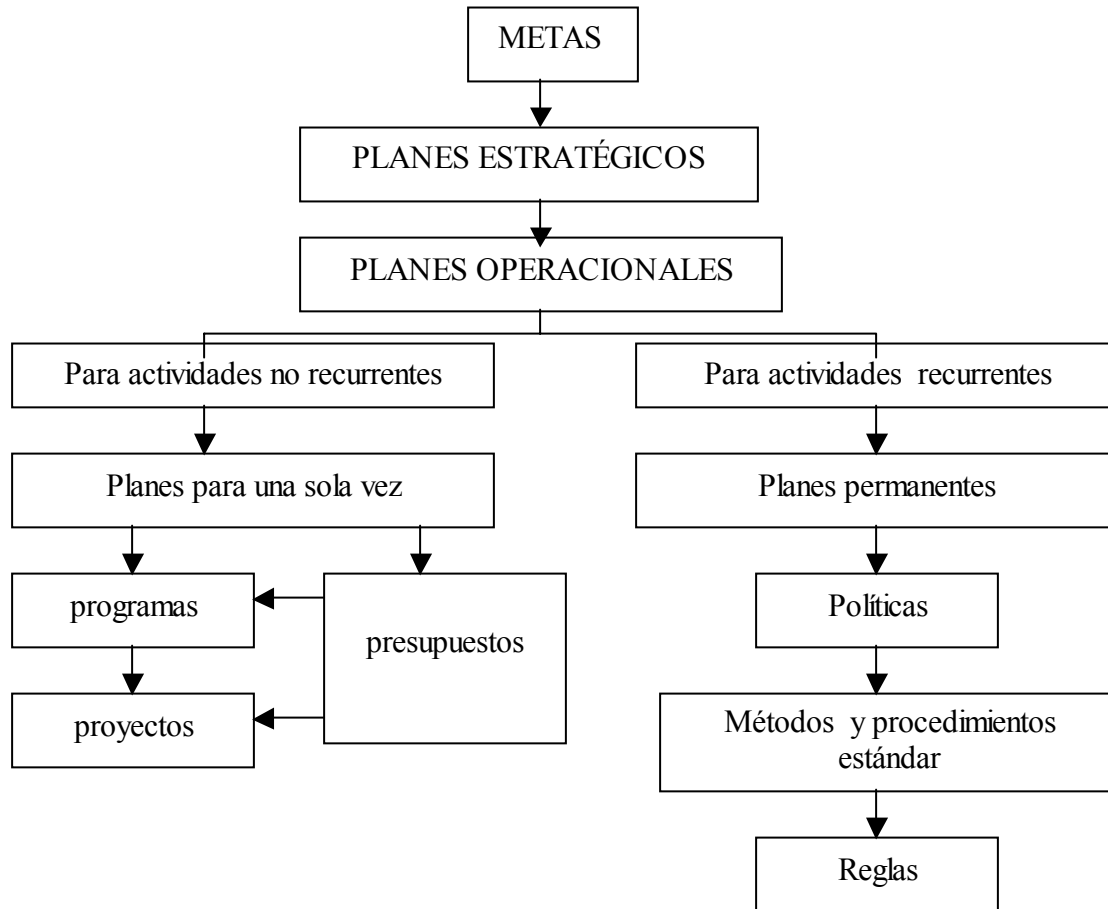 METAS
PLANES ESTRATÉGICOS
PLANES OPERACIONALES
Para actividades no recurrentes
Para actividades recurrentes
Planes para una sola vez
Planes permanentes
programas
presupuestos
Políticas
proyectos
Métodos y procedimientos
estándar
Reglas